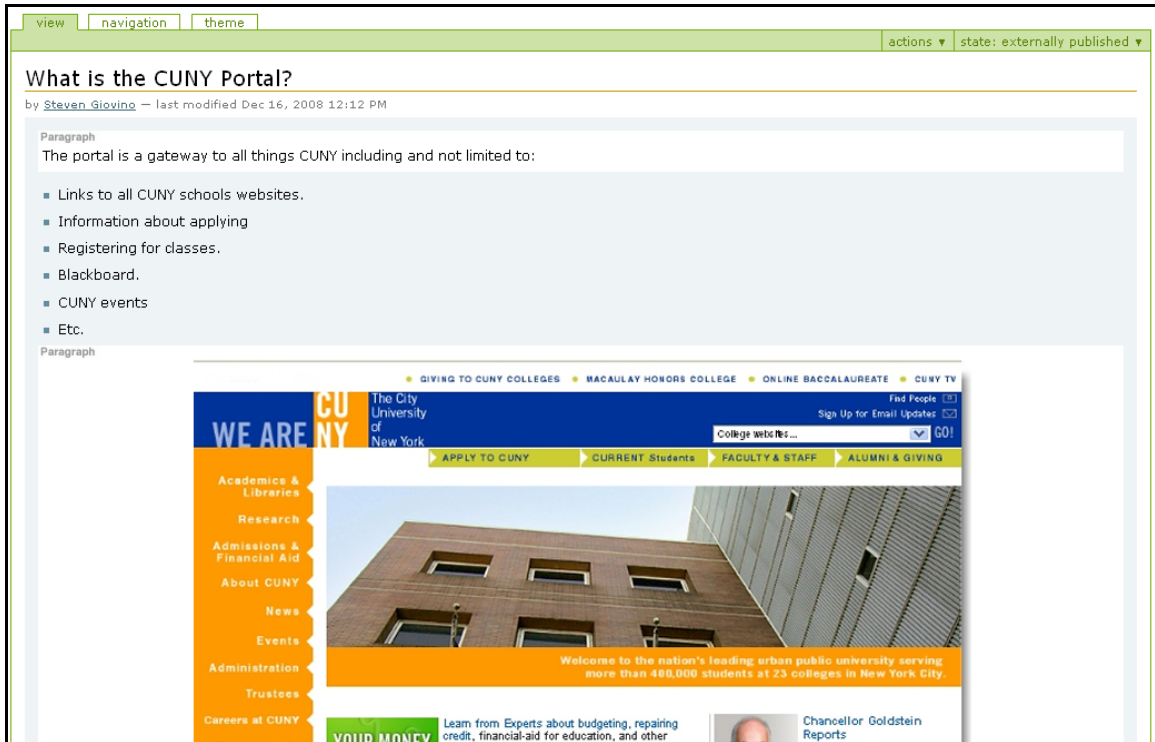 view navigation theme
actions ▼ state: externally published ▼
What is the CUNY Portal?
by Steven Giovino — last modified Dec 16, 2008 12:12 PM
Paragraph
The portal is a gateway to all things CUNY including and not limited to:
Links to all CUNY schools websites.
Information about applying
Registering for classes.
Blackboard.
CUNY events
Etc.
Paragraph
GIVING TO CUNY COLLEGES MACAULAY HONORS COLLEGE ONLINE BACCALAUREATE CUNY TV
WE ARE
CU
NY
The City
University
of
New York
Find People
Sign Up for Email Updates
College websites... GO!
APPLY TO CUNY CURRENT Students FACULTY & STAFF ALUMNI & GIVING
Academics &
Libraries
Research
Admissions &
Financial Aid
About CUNY
News
Events
Administration
Trustees
Careers at CUNY
Welcome to the nation's leading urban public university serving
more than 400,000 students at 23 colleges in New York City.
YOUR MONEY
Learn from Experts about budgeting, repairing
credit, financial-aid for education, and other
Chancellor Goldstein
Reports